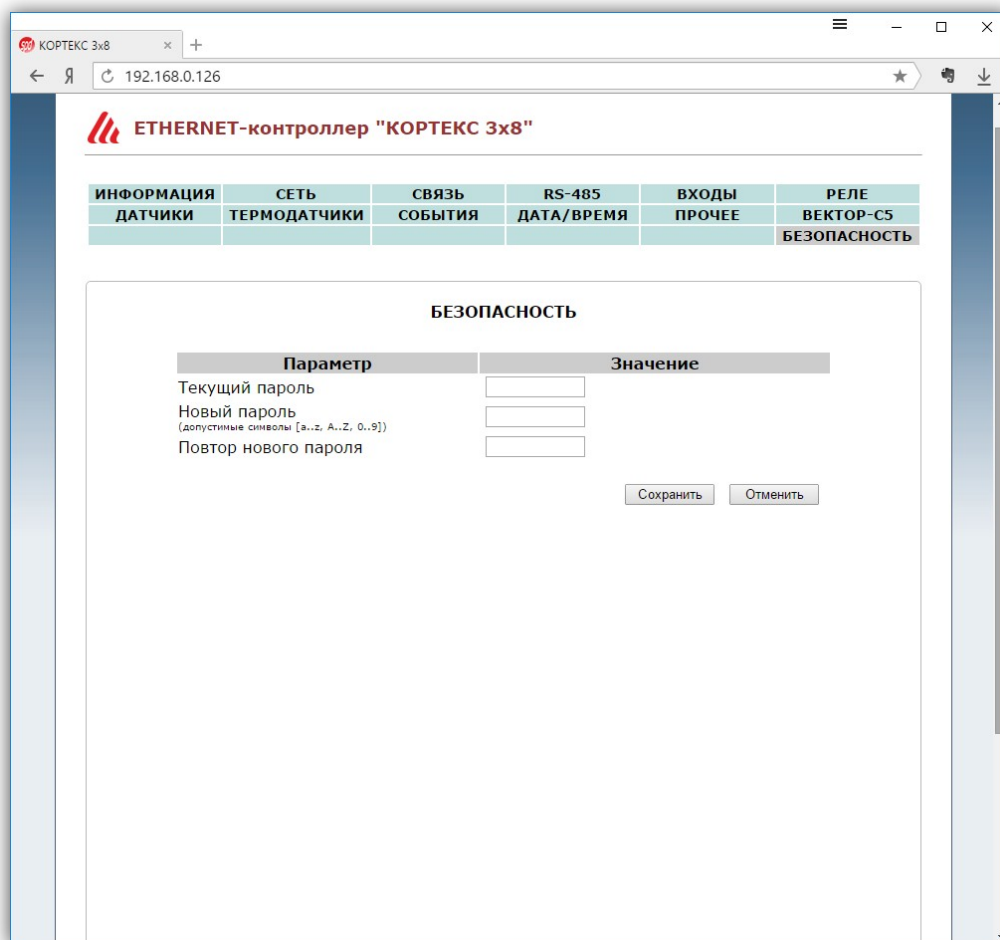 КОРТЕКС 3x8
Я
192.168.0.126
ETHERNET-контроллер "КОРТЕКС 3x8"
ИНФОРМАЦИЯ СЕТЬ СВЯЗЬ RS-485 ВХОДЫ РЕЛЕ
ДАТЧИКИ ТЕРМОДАТЧИКИ СОБЫТИЯ ДАТА/ВРЕМЯ ПРОЧЕЕ ВЕКТОР-С5
БЕЗОПАСНОСТЬ
БЕЗОПАСНОСТЬ
Параметр Значение
Текущий пароль
Новый пароль
(допустимые символы [a..z, A..Z, 0..9])
Повтор нового пароля
Сохранить Отменить